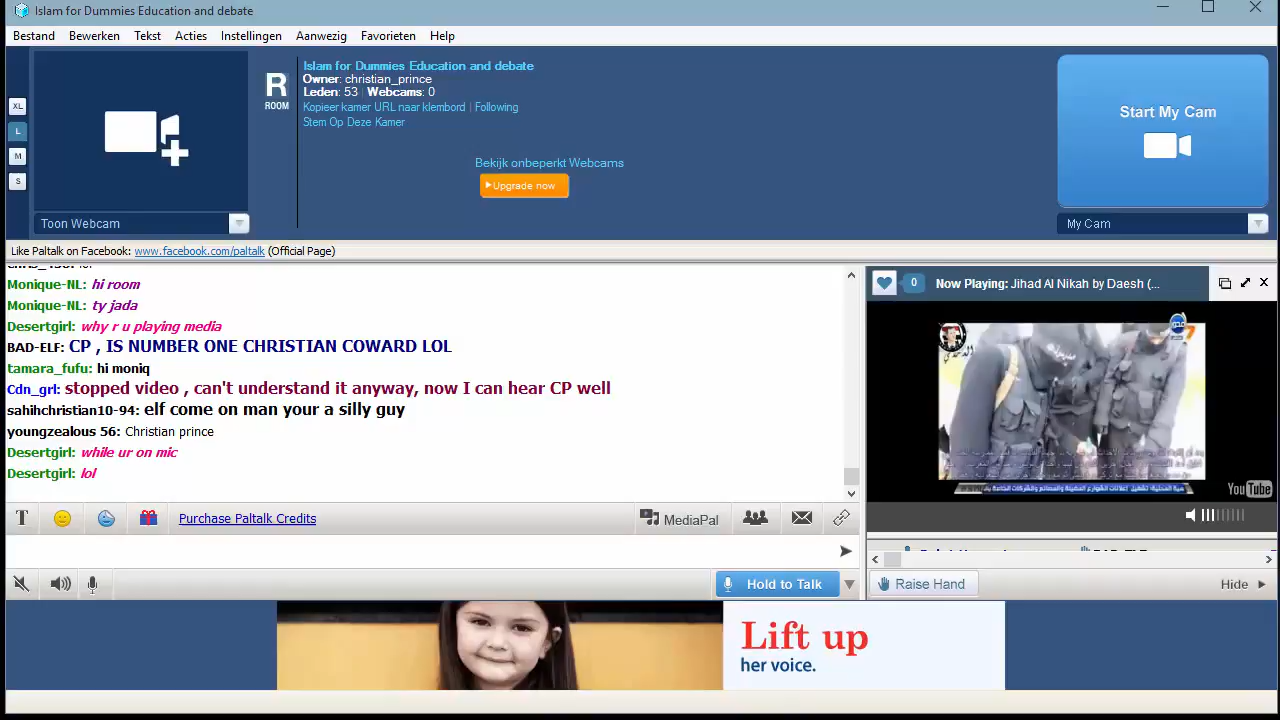 Islam for Dummies Education and debate
Bestand Bewerken Tekst Acties Instellingen Aanwezig Favorieten Help
XL
L
M
S
R
ROOM
Islam for Dummies Education and debate
Owner: christian_prince
Leden: 53 | Webcams: 0
Kopieer kamer URL naar klembord | Following
Stem Op Deze Kamer
Bekijk onbeperkt Webcams
Upgrade now
Start My Cam
Toon Webcam
My Cam
Like Paltalk on Facebook: www.facebook.com/paltalk (Official Page)
Monique-NL: hi room
Monique-NL: ty jada
Desertgirl: why r u playing media
BAD-ELF: CP , IS NUMBER ONE CHRISTIAN COWARD LOL
tamara_fufu: hi moniq
Cdn_grl: stopped video , can't understand it anyway, now I can hear CP well
sahihchristian10-94: elf come on man your a silly guy
youngzealous 56: Christian prince
Desertgirl: while ur on mic
Desertgirl: lol
0 Now Playing: Jihad Al Nikah by Daesh (...
7
YouTube
T
Purchase Paltalk Credits
MediaPal
Hold to Talk
Raise Hand
Hide
Lift up
her voice.